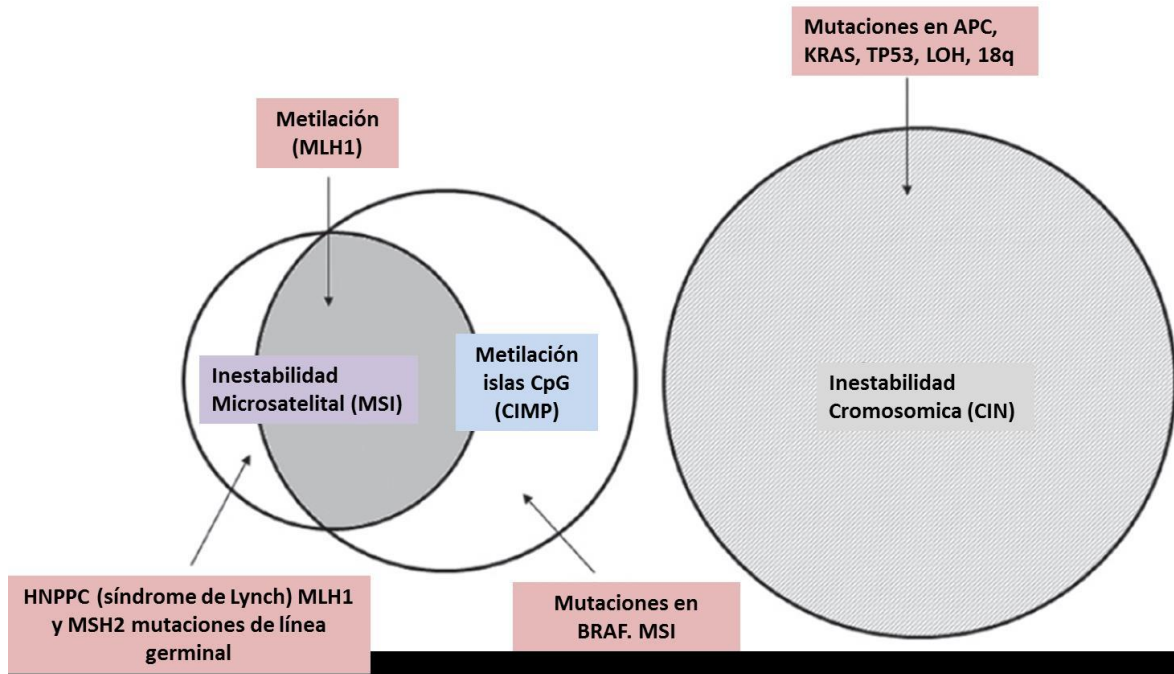 Mutaciones en APC,
KRAS, TP53, LOH, 18q
Metilación
(MLH1)
Inestabilidad
Microsatelital (MSI)
Metilación
islas CpG
(CIMP)
Inestabilidad
Cromosomica (CIN)
HNPPC (síndrome de Lynch) MLH1
y MSH2 mutaciones de línea
germinal
Mutaciones en
BRAF. MSI